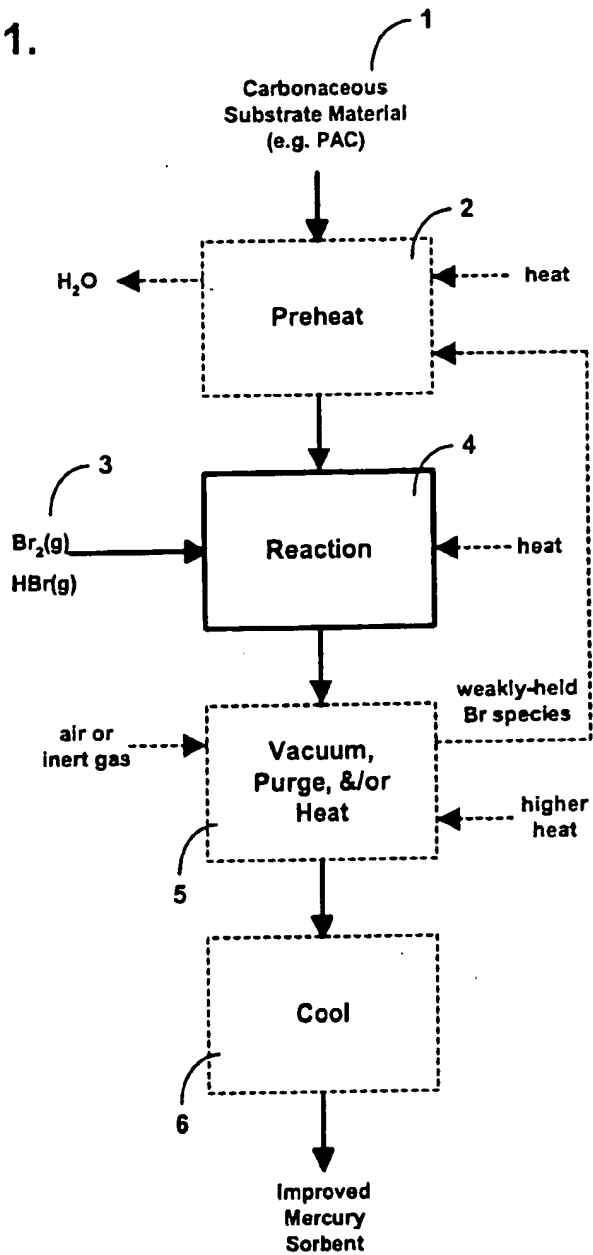 1.
1
Carbonaceous
Substrate Material
(e.g. PAC)
2
H₂O
heat
Preheat
3
4
Br₂(g)
HBr(g)
Reaction
heat
weakly-held
Br species
air or
inert gas
Vacuum,
Purge, &/or
Heat
higher
heat
5
Cool
6
Improved
Mercury
Sorbent